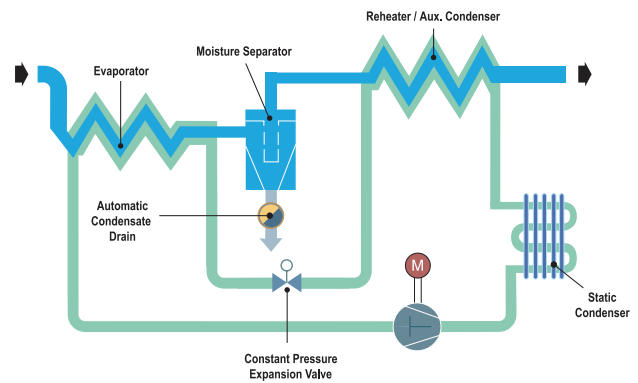 Reheater / Aux. Condenser
Moisture Separator
Evaporator
Automatic
Condensate
Drain
M
Static
Condenser
Constant Pressure
Expansion Valve